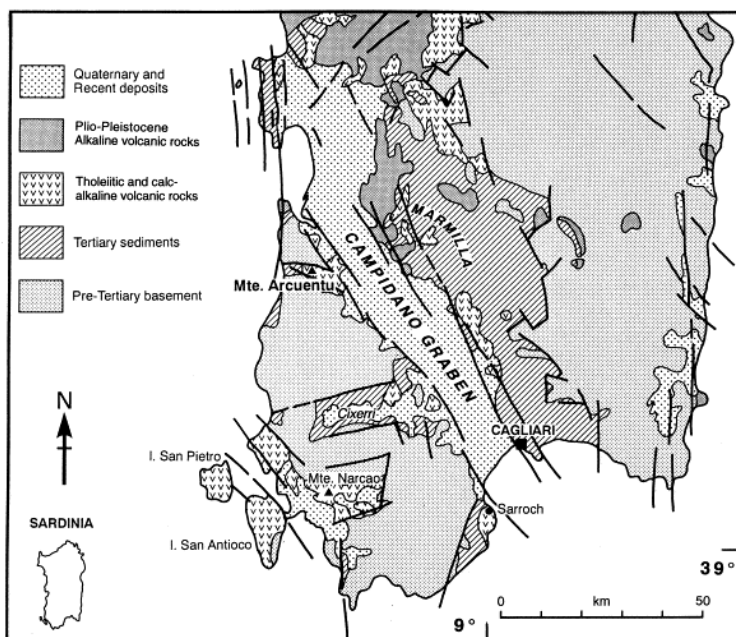 Quaternary and
Recent deposits
Plio-Pleistocene
Alkaline volcanic rocks
Tholeiitic and calc-
alkaline volcanic rocks
Tertiary sediments
Pre-Tertiary basement
MARMILLA
CAMPIDANO GRABEN
Mte. Arcuentu
Cixerri
CAGLIARI
N
I. San Pietro
Mte. Narcao
Sarroch
SARDINIA
I. San Antioco
39°
0 km 50
9°